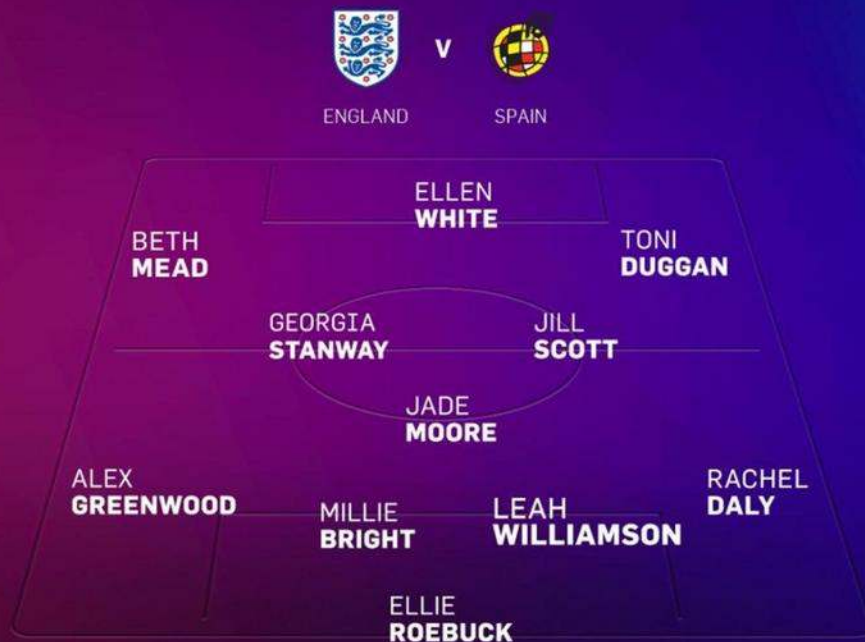 V
ENGLAND SPAIN
ELLEN
WHITE
BETH
MEAD
TONI
DUGGAN
GEORGIA
STANWAY
JILL
SCOTT
JADE
MOORE
ALEX
GREENWOOD
MILLIE
BRIGHT
LEAH
WILLIAMSON
RACHEL
DALY
ELLIE
ROEBUCK